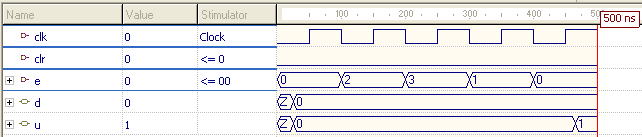 Name Value Stimulator 100 200 300 400 500 ns
clk 0 Clock
clr 0 <= 0
e 0 <= 00 0 2 3 1 0
d 0 Z 0
u 1 Z 0 1